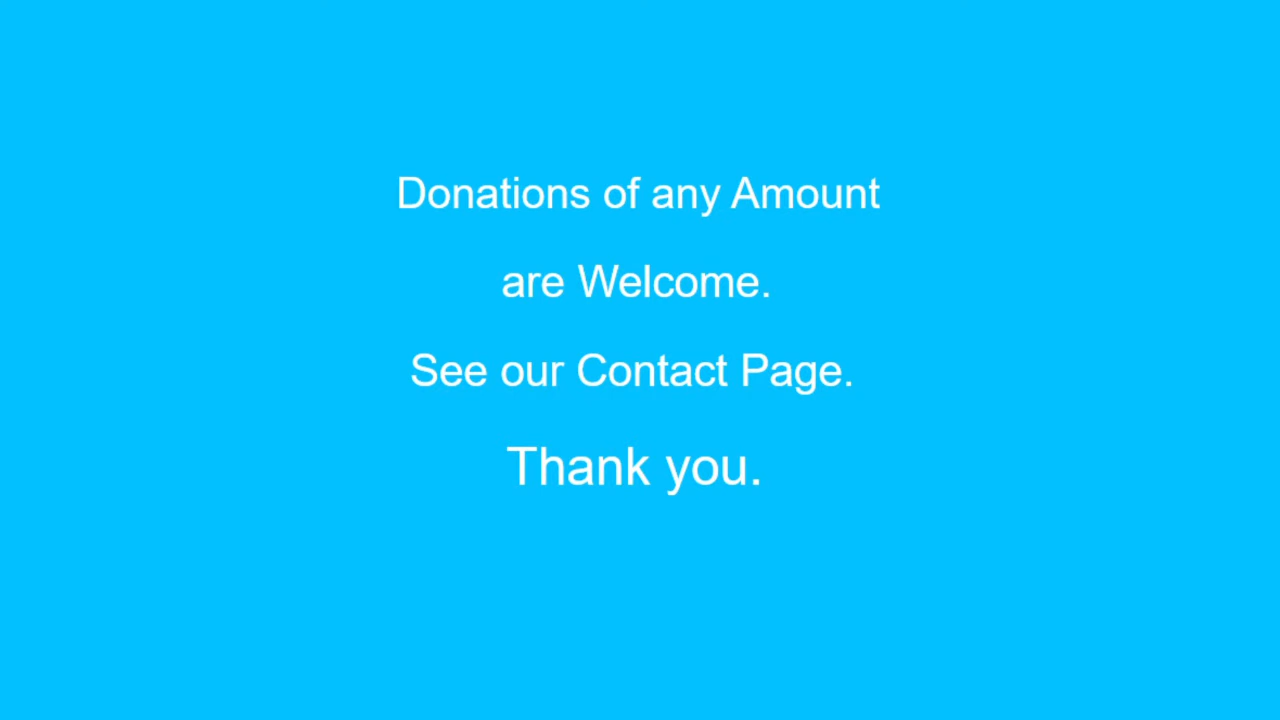 Donations of any Amount
are Welcome.
See our Contact Page.
Thank you.